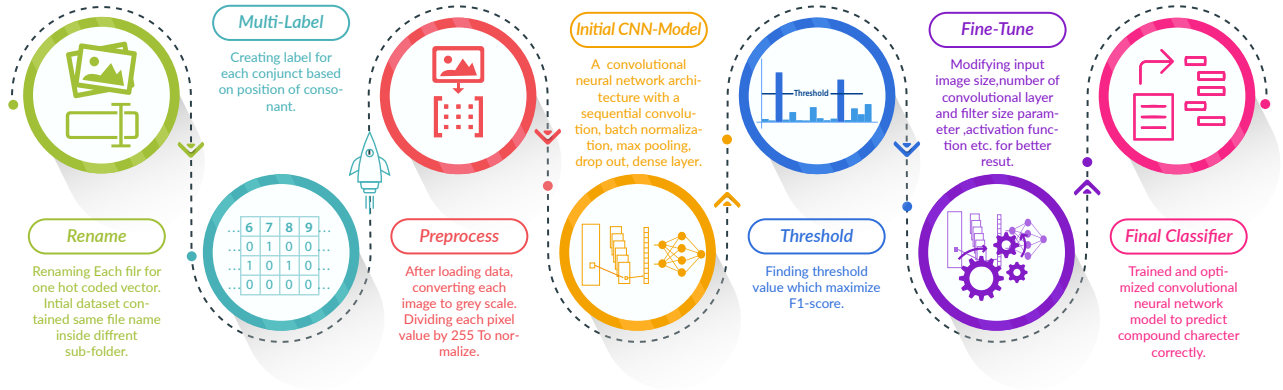 Rename
Renaming Each filr for
one hot coded vector.
Intial dataset con-
tained same file name
inside diffrent
sub-folder.
Multi-Label
Creating label for
each conjunct based
on position of conso-
nant.
... 6 7 8 9 ...
... 0 1 0 0 ...
... 1 0 1 0 ...
... 0 0 0 0 ...
Preprocess
After loading data,
converting each
image to grey scale.
Dividing each pixel
value by 255 To nor-
malize.
Initial CNN-Model
A convolutional
neural network archi-
tecture with a
sequential convolu-
tion, batch normaliza-
tion, max pooling,
drop out, dense layer.
Threshold
Threshold
Finding threshold
value which maximize
F1-score.
Fine-Tune
Modifying input
image size,number of
convolutional layer
and filter size param-
eter ,activation func-
tion etc. for better
resut.
Final Classifier
Trained and opti-
mized convolutional
neural network
model to predict
compound charecter
correctly.